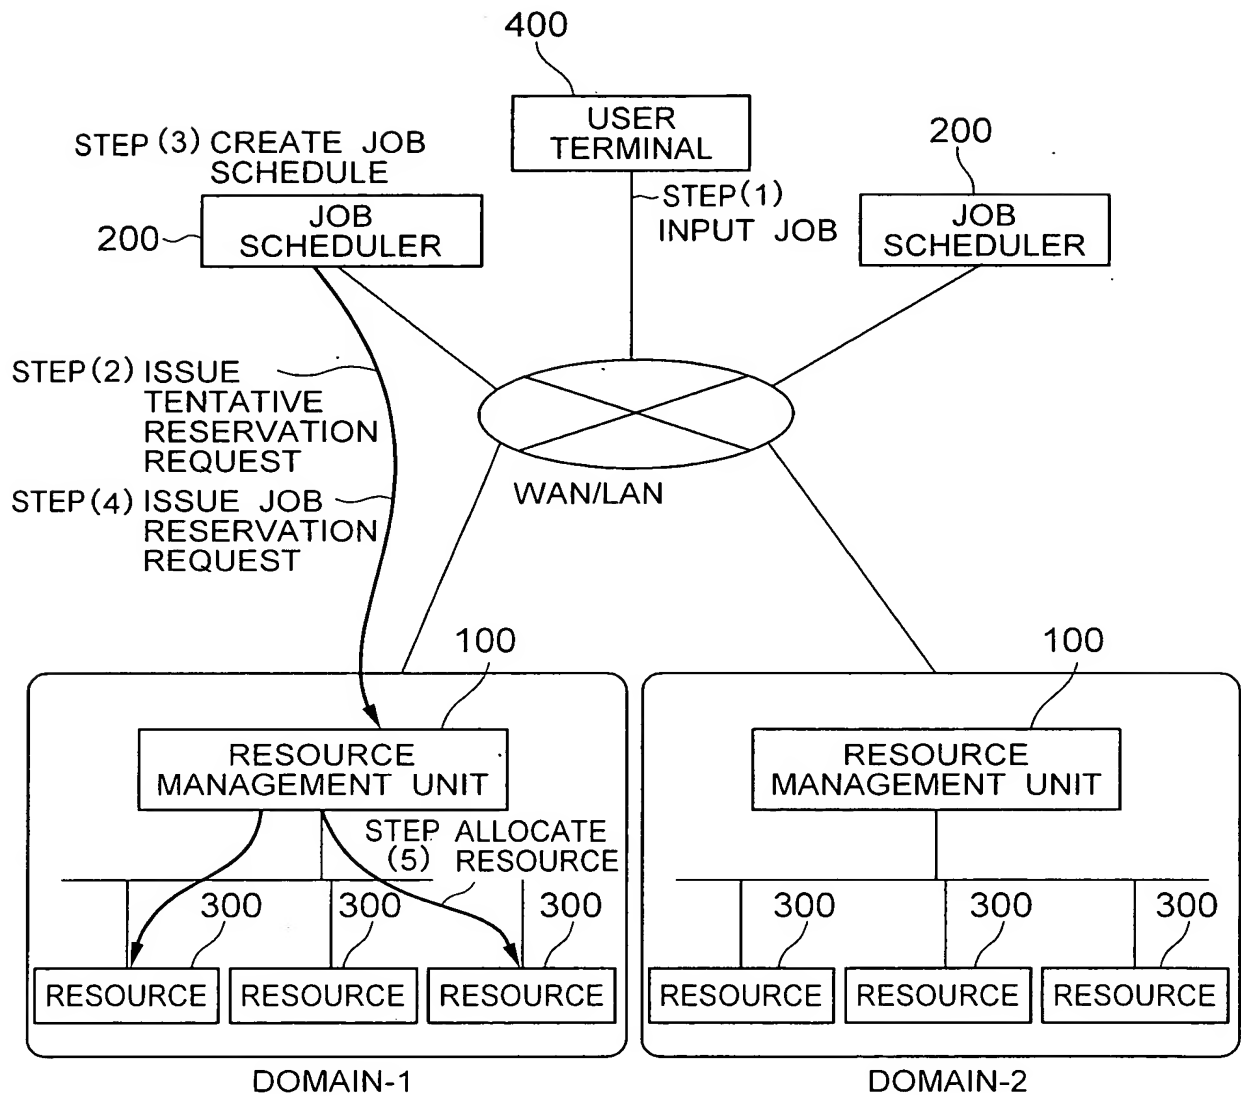 400
USER
TERMINAL
STEP (3) CREATE JOB
SCHEDULE
200
STEP(1)
INPUT JOB
JOB
SCHEDULER
200
JOB
SCHEDULER
STEP(2) ISSUE
TENTATIVE
RESERVATION
REQUEST
STEP(4) ISSUE JOB
RESERVATION
REQUEST
WAN/LAN
100
100
RESOURCE
MANAGEMENT UNIT
RESOURCE
MANAGEMENT UNIT
STEP ALLOCATE
(5) RESOURCE
300
300
300
300
300
300
RESOURCE
RESOURCE
RESOURCE
RESOURCE
RESOURCE
RESOURCE
DOMAIN-1
DOMAIN-2